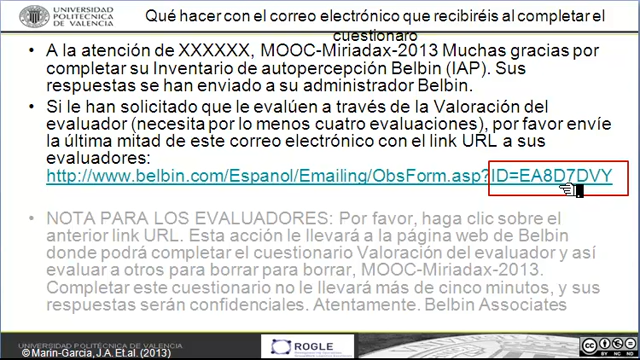 UNIVERSITAT
POLITÈCNICA
DE VALÈNCIA
Qué hacer con el correo electrónico que recibiréis al completar el
cuestionaro
• A la atención de XXXXXX, MOOC-Miriadax-2013 Muchas gracias por
completar su Inventario de autopercepción Belbin (IAP). Sus
respuestas se han enviado a su administrador Belbin.
• Si le han solicitado que le evalúen a través de la Valoración del
evaluador (necesita por lo menos cuatro evaluaciones), por favor envíe
la última mitad de este correo electrónico con el link URL a sus
evaluadores:
http://www.belbin.com/Espanol/Emailing/ObsForm.asp?ID=EA8D7DVY
• NOTA PARA LOS EVALUADORES: Por favor, haga clic sobre el
anterior link URL. Esta acción le llevará a la página web de Belbin
donde podrá completar el cuestionario Valoración del evaluador y así
evaluar a otros para borrar para borrar, MOOC-Miriadax-2013.
Completar este cuestionario no le llevará más de cinco minutos, y sus
respuestas serán confidenciales. Atentamente. Belbin Associates
UNIVERSITAT POLITÈCNICA DE VALÈNCIA
© Marin-Garcia, J.A. Et.al. (2013)
ROGLE
BY NC ND